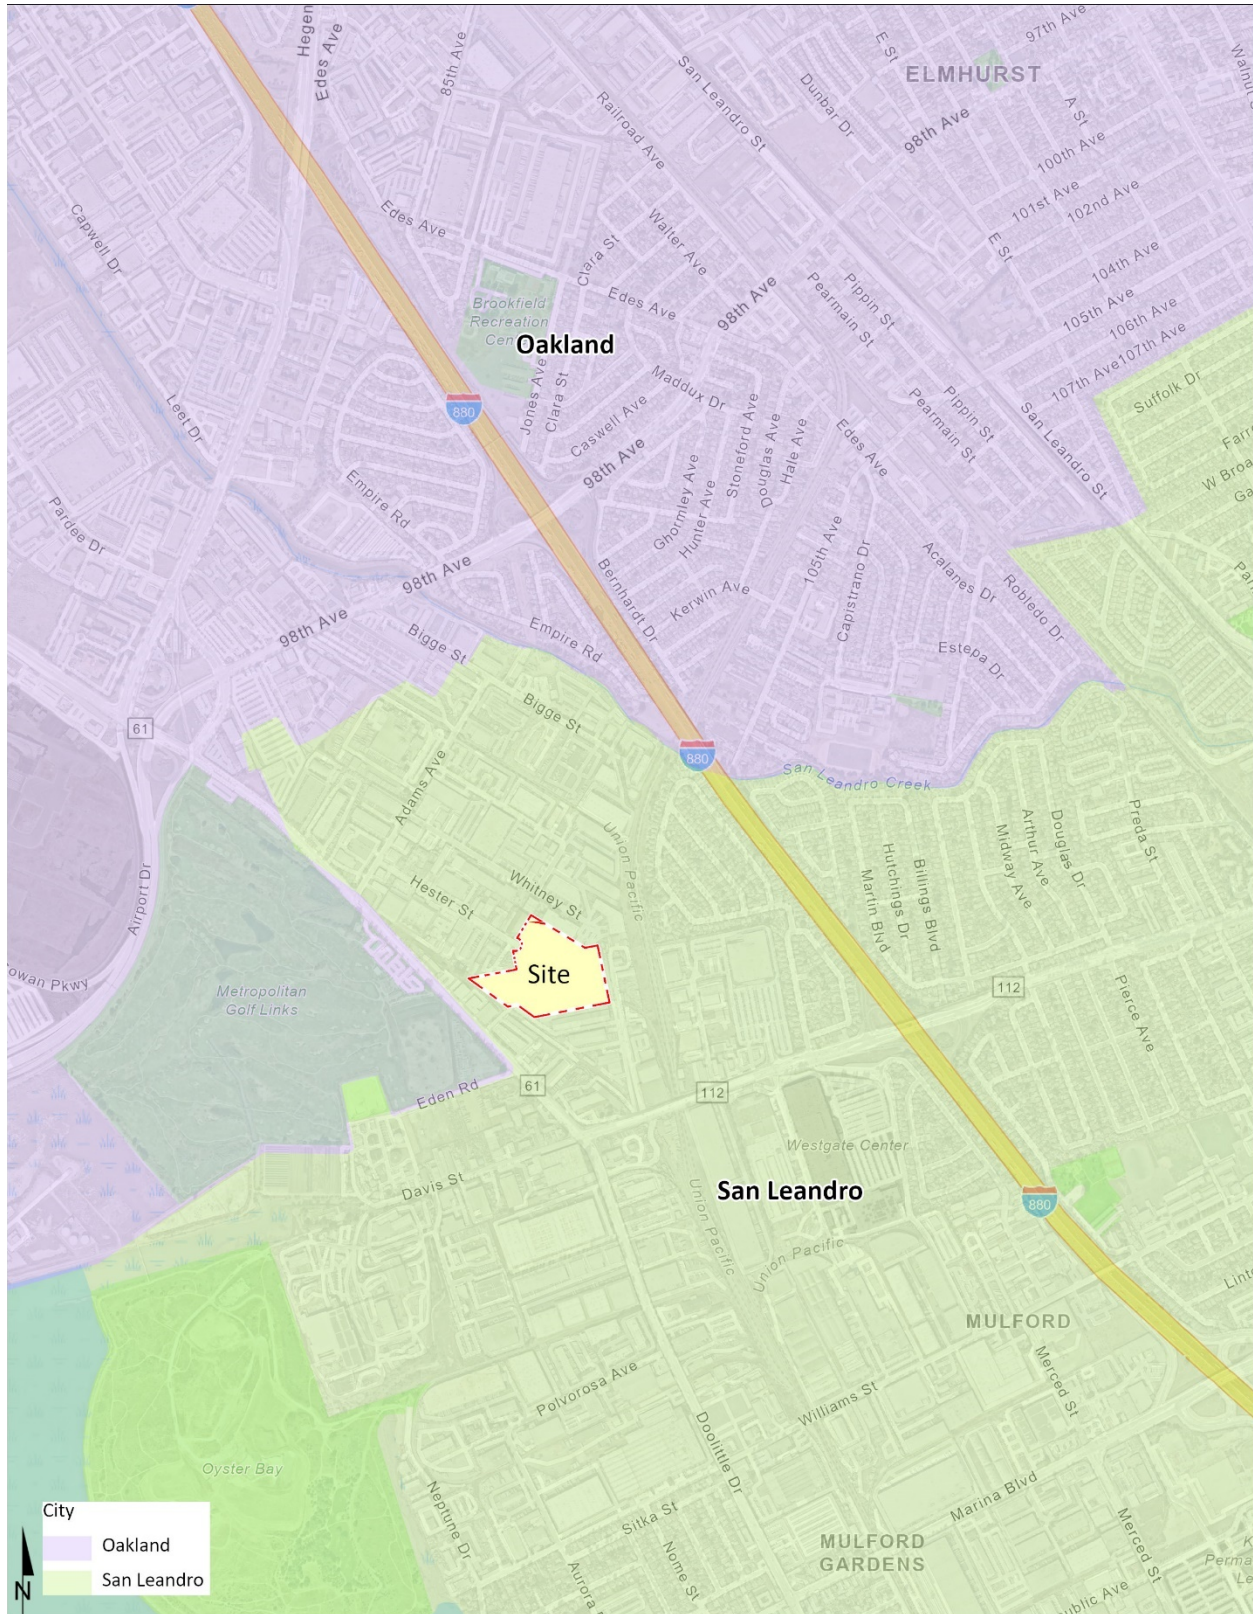 97th Ave
E St
Edes Ave
85th Ave
San Leandro St
Dunbar Dr
ELMHURST
A St
98th Ave
100th Ave
Railroad Ave
101st Ave
102nd Ave
Capwell Dr
Edes Ave
Walter Ave
Clara St
E St
104th Ave
Brookfield
Recreation
Edes Ave
98th Ave
Pippin St
Pearmain St
105th Ave
106th Ave
107th Ave
Oakland
107th Ave
Maddux Dr
Suffolk Dr
Leet Dr
880
Jones Ave
Clara St
Caswell Ave
Stoneford Ave
Douglas Ave
Hale Ave
Edes Ave
Pippin St
Pearmain St
San Leandro St
98th Ave
Empire Rd
Ghormley Ave
Hunter Ave
Pardee Dr
98th Ave
105th Ave
Capistrano Dr
Acalanes Dr
Robledo Dr
Bernhardt Dr
Kerwin Ave
98th Ave
Bigge St
Empire Rd
Estepa Dr
61
Bigge St
880
San Leandro Creek
Adams Ave
Union Pacific
Midway Ave
Arthur Ave
Douglas Dr
Preda St
Hester St
Whitney St
Martin Blvd
Hutchings Dr
Billings Blvd
Airport Dr
Site
Metropolitan
Golf Links
112
Pierce Ave
Eden Rd
61
112
Westgate Center
Davis St
San Leandro
880
Union Pacific
Union Pacific
MULFORD
Polvorosa Ave
Williams St
Merced St
Doolittle Dr
Oyster Bay
Neptune Dr
Sitka St
Nome St
Marina Blvd
Merced St
MULFORD
GARDENS
City
Oakland
San Leandro
N